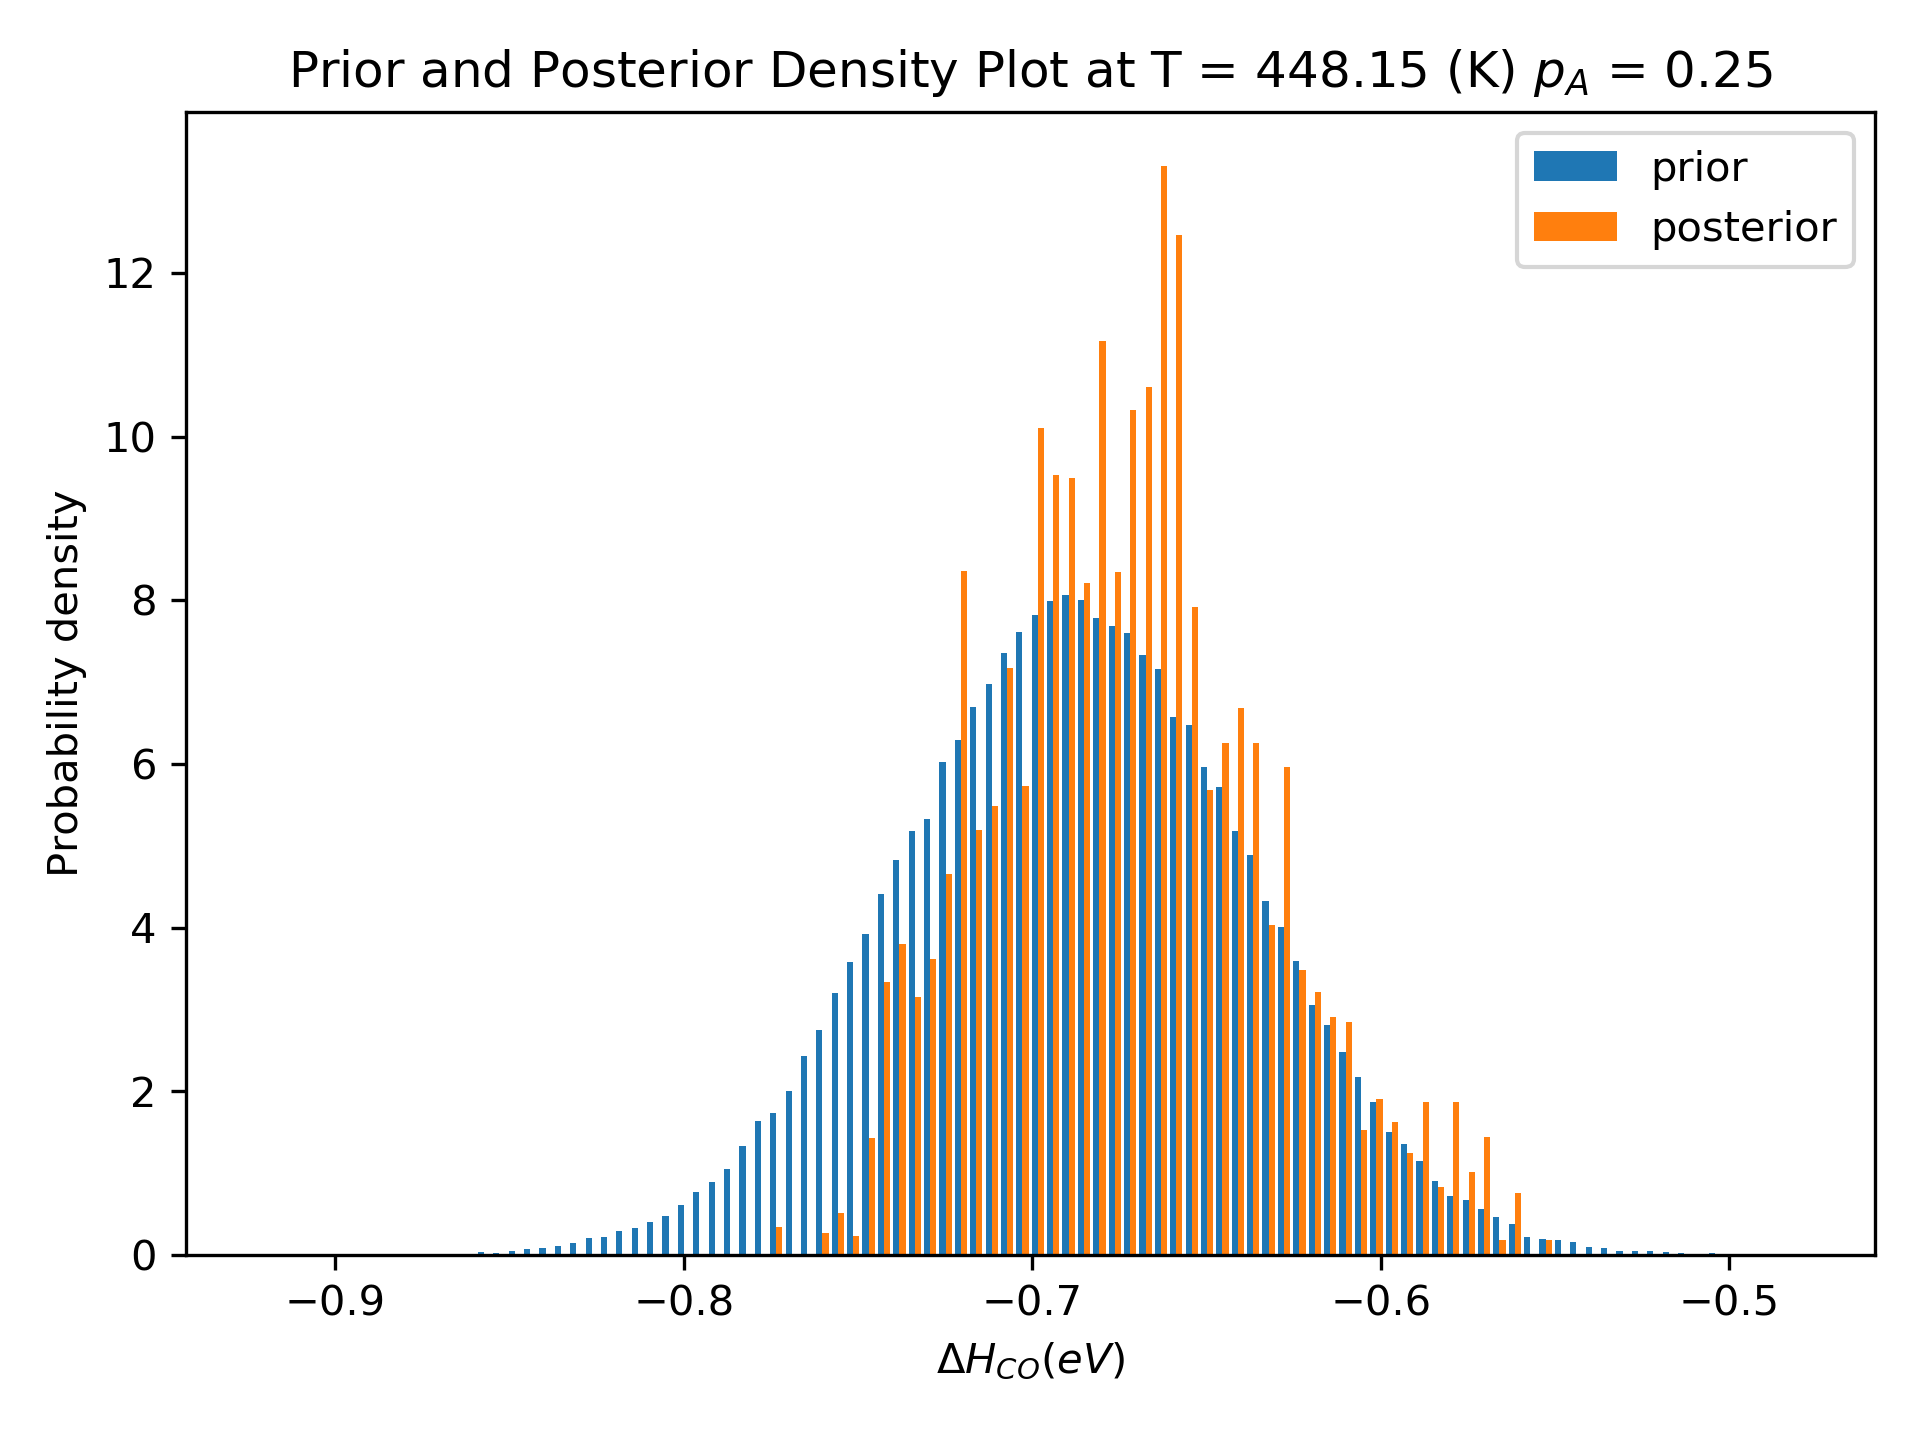 Prior and Posterior Density Plot at T = 448.15 (K) p_A = 0.25
prior
posterior
12
10
8
6
4
2
0
Probability density
−0.9 −0.8 −0.7 −0.6 −0.5
ΔH_CO(eV)